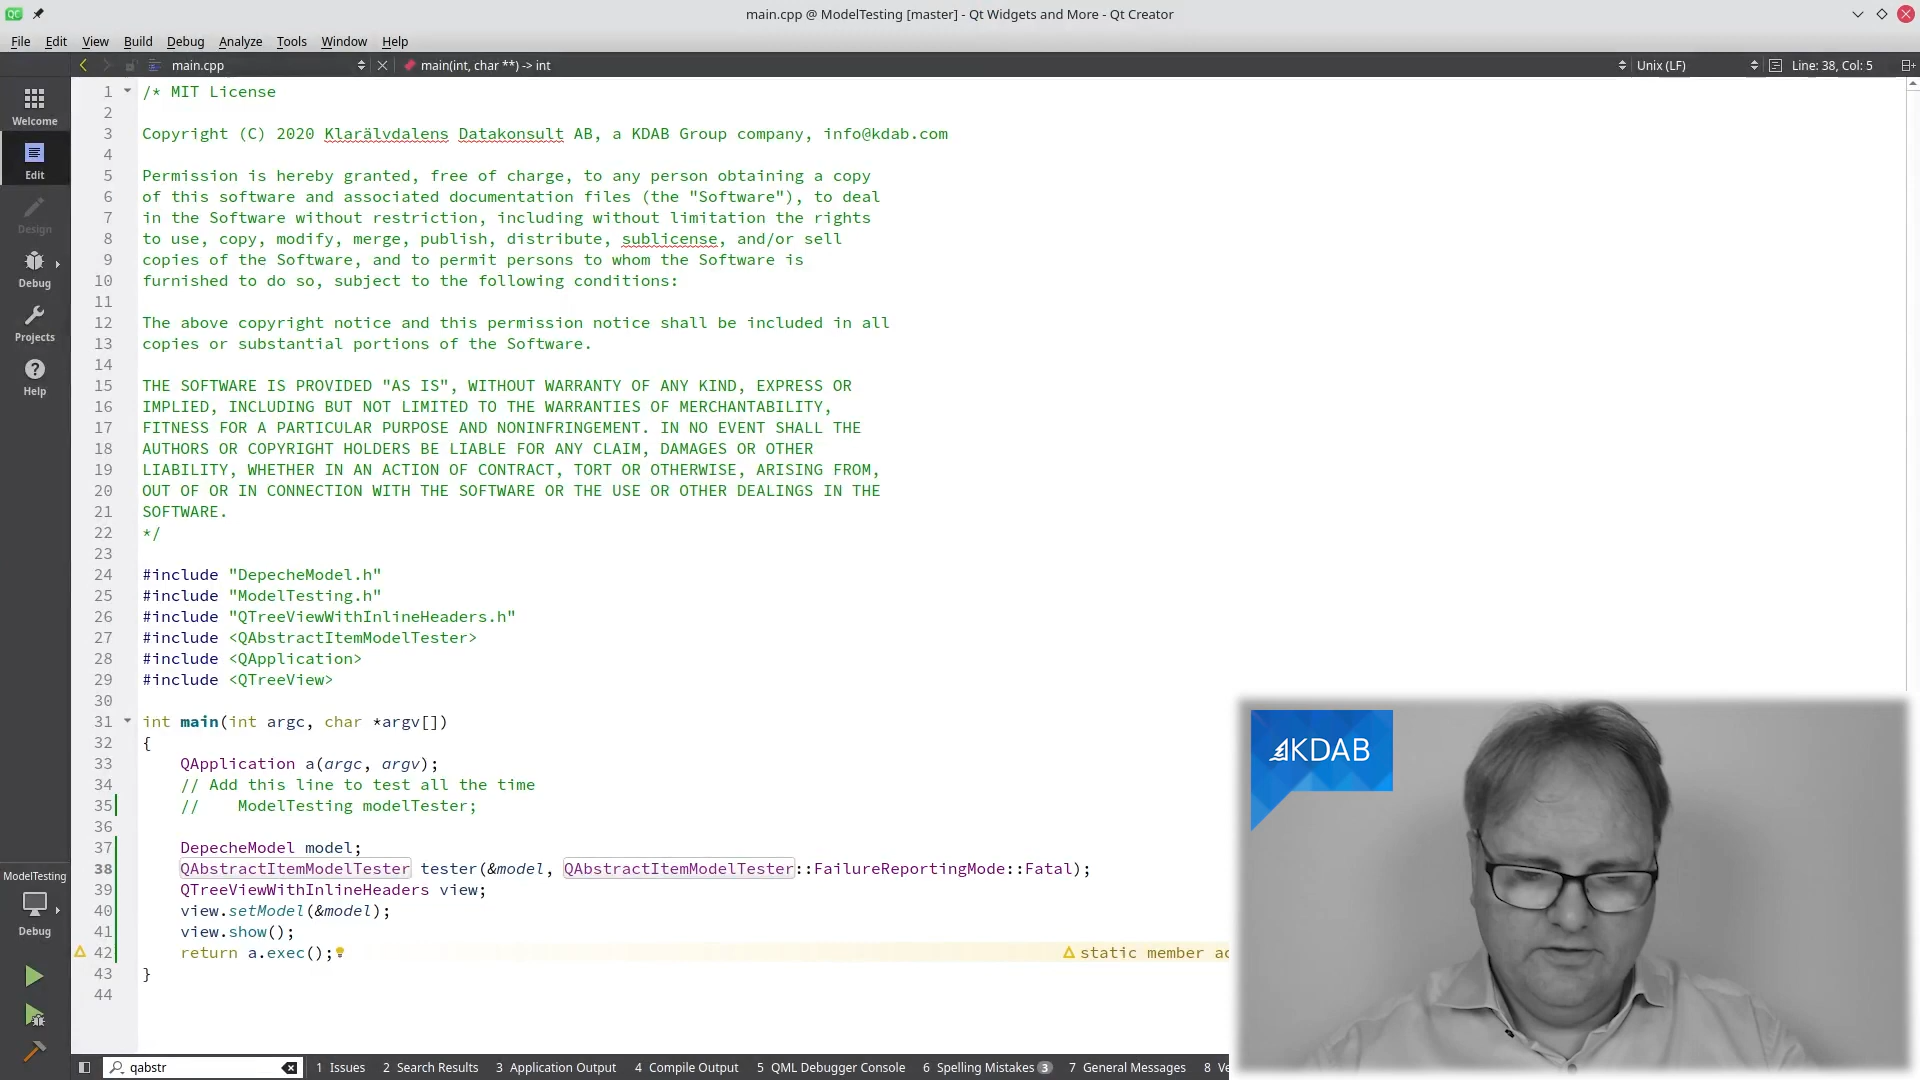 main.cpp @ ModelTesting [master] - Qt Widgets and More - Qt Creator
File Edit View Build Debug Analyze Tools Window Help
main.cpp
main(int, char **) -> int
Unix (LF)
Line: 38, Col: 5
Welcome
Edit
Design
Debug
Projects
Help
1 /* MIT License
2
3 Copyright (C) 2020 Klarälvdalens Datakonsult AB, a KDAB Group company, info@kdab.com
4
5 Permission is hereby granted, free of charge, to any person obtaining a copy
6 of this software and associated documentation files (the "Software"), to deal
7 in the Software without restriction, including without limitation the rights
8 to use, copy, modify, merge, publish, distribute, sublicense, and/or sell
9 copies of the Software, and to permit persons to whom the Software is
10 furnished to do so, subject to the following conditions:
11
12 The above copyright notice and this permission notice shall be included in all
13 copies or substantial portions of the Software.
14
15 THE SOFTWARE IS PROVIDED "AS IS", WITHOUT WARRANTY OF ANY KIND, EXPRESS OR
16 IMPLIED, INCLUDING BUT NOT LIMITED TO THE WARRANTIES OF MERCHANTABILITY,
17 FITNESS FOR A PARTICULAR PURPOSE AND NONINFRINGEMENT. IN NO EVENT SHALL THE
18 AUTHORS OR COPYRIGHT HOLDERS BE LIABLE FOR ANY CLAIM, DAMAGES OR OTHER
19 LIABILITY, WHETHER IN AN ACTION OF CONTRACT, TORT OR OTHERWISE, ARISING FROM,
20 OUT OF OR IN CONNECTION WITH THE SOFTWARE OR THE USE OR OTHER DEALINGS IN THE
21 SOFTWARE.
22 */
23
24 #include "DepecheModel.h"
25 #include "ModelTesting.h"
26 #include "QTreeViewWithInlineHeaders.h"
27 #include <QAbstractItemModelTester>
28 #include <QApplication>
29 #include <QTreeView>
30
31 int main(int argc, char *argv[])
32 {
33 QApplication a(argc, argv);
34 // Add this line to test all the time
35 // ModelTesting modelTester;
36
37 DepecheModel model;
38 QAbstractItemModelTester tester(&model, QAbstractItemModelTester::FailureReportingMode::Fatal);
39 QTreeViewWithInlineHeaders view;
40 view.setModel(&model);
41 view.show();
42 return a.exec(); static member ac
43 }
44
ModelTesting
Debug
KDAB
qabstr
1 Issues 2 Search Results 3 Application Output 4 Compile Output 5 QML Debugger Console 6 Spelling Mistakes 3 7 General Messages 8 Ve